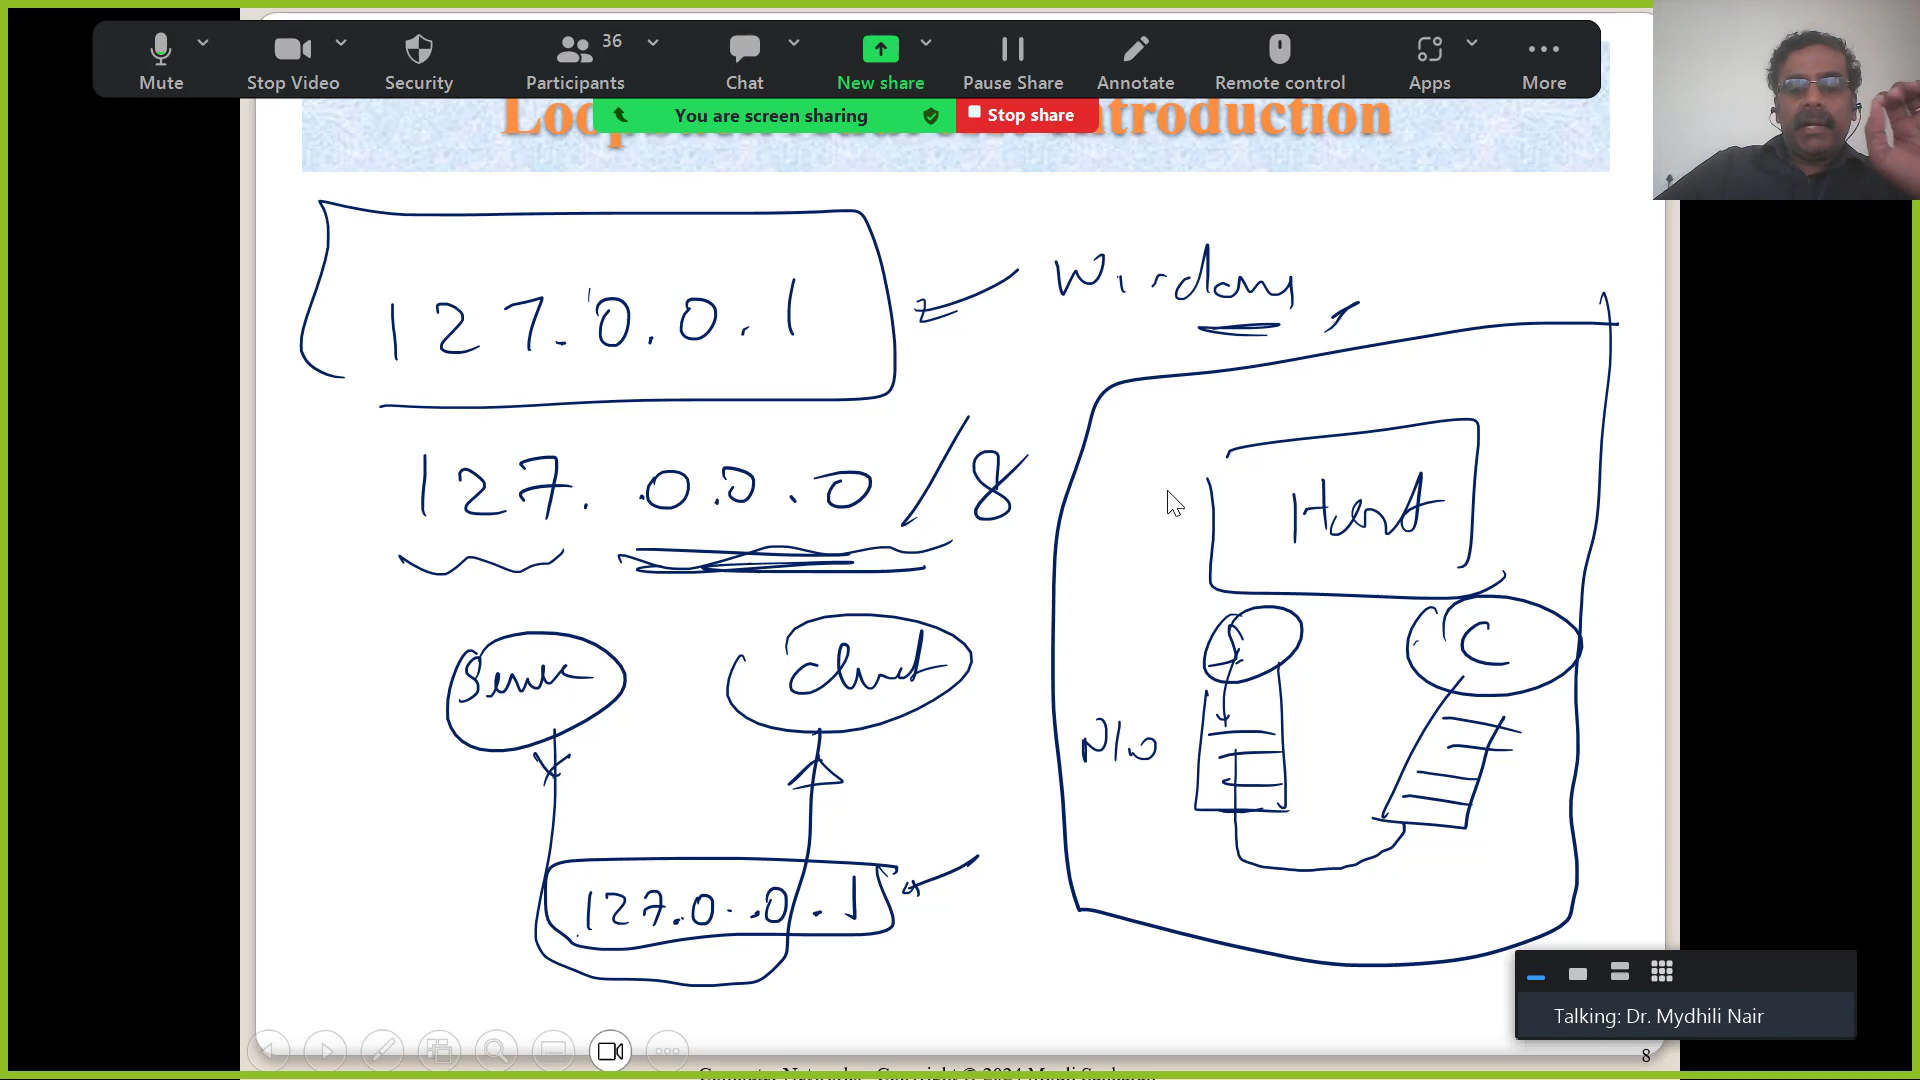 36
Mute
Stop Video
Security
Participants
Chat
New share
Pause Share
Annotate
Remote control
Apps
More
You are screen sharing
Stop share
Introduction
127.0.0.1
Windows
127.0.0.0/8
Host
Server
Client
S
C
N/W
127.0.0.1
Talking: Dr. Mydhili Nair
8